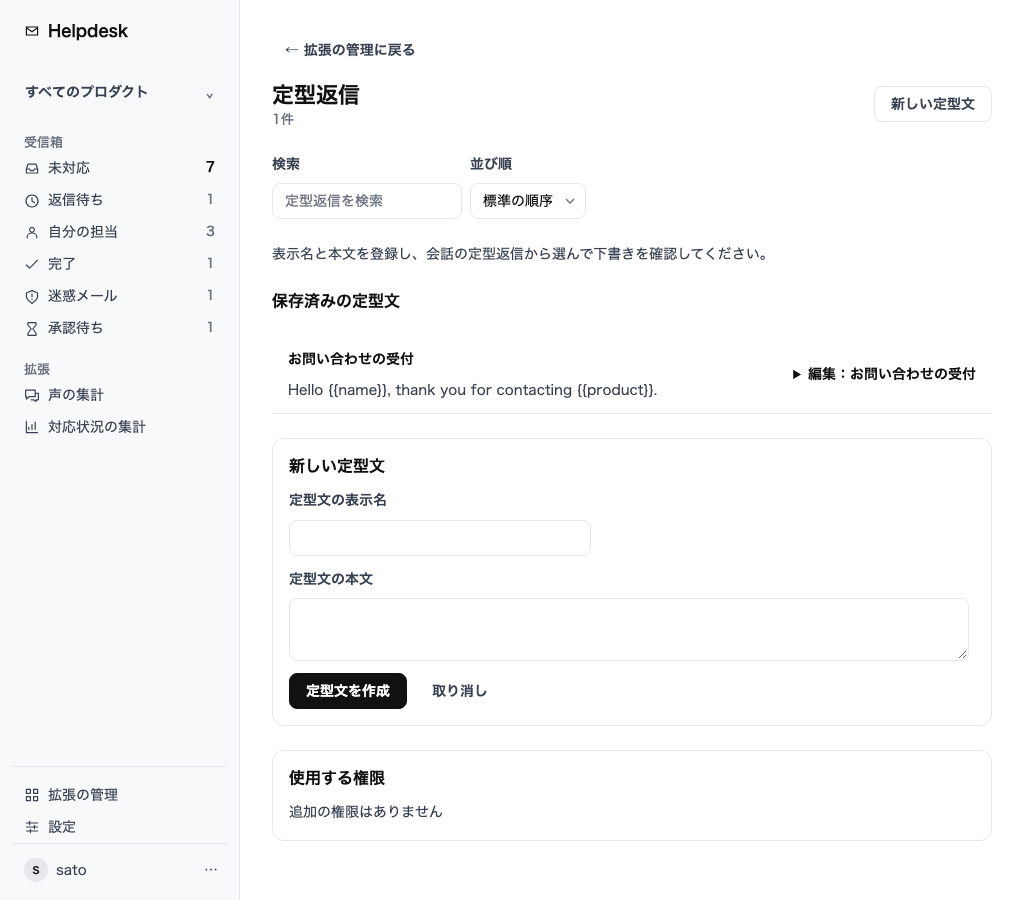 Helpdesk
すべてのプロダクト
受信箱
未対応 7
返信待ち 1
自分の担当 3
完了 1
迷惑メール 1
承認待ち 1
拡張
声の集計
対応状況の集計
拡張の管理
設定
S sato ...
← 拡張の管理に戻る
定型返信
1件
新しい定型文
検索 並び順
定型返信を検索 標準の順序
表示名と本文を登録し、会話の定型返信から選んで下書きを確認してください。
保存済みの定型文
お問い合わせの受付
Hello {{name}}, thank you for contacting {{product}}.
▶ 編集：お問い合わせの受付
新しい定型文
定型文の表示名
定型文の本文
定型文を作成 取り消し
使用する権限
追加の権限はありません